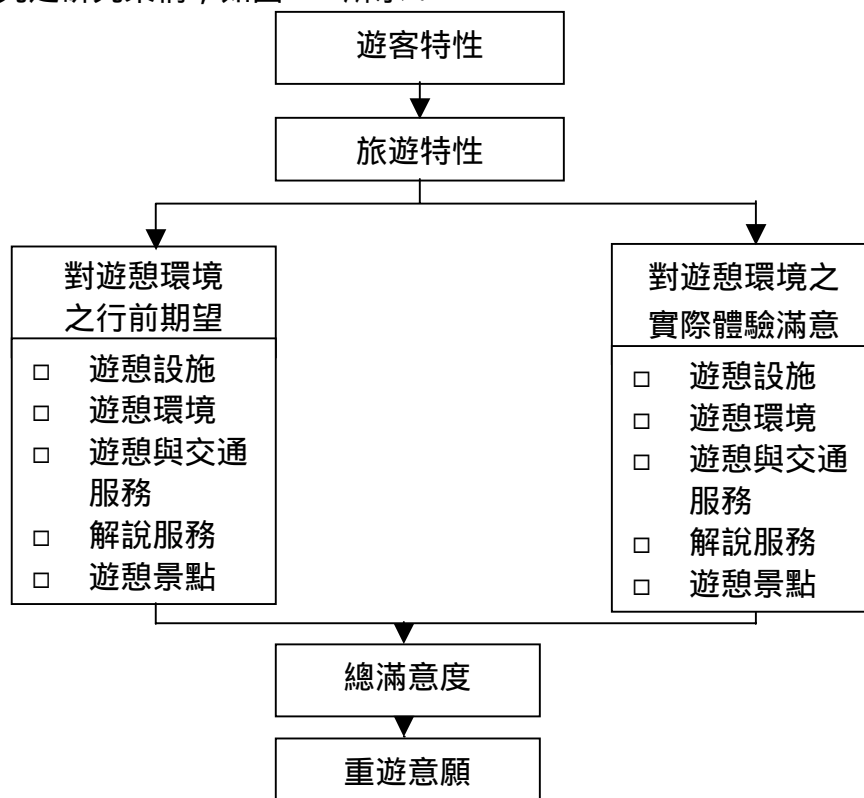 遊客特性
旅遊特性
對遊憩環境
之行前期望
□ 遊憩設施
□ 遊憩環境
□ 遊憩與交通
服務
□ 解說服務
□ 遊憩景點
對遊憩環境之
實際體驗滿意
□ 遊憩設施
□ 遊憩環境
□ 遊憩與交通
服務
□ 解說服務
□ 遊憩景點
總滿意度
重遊意願